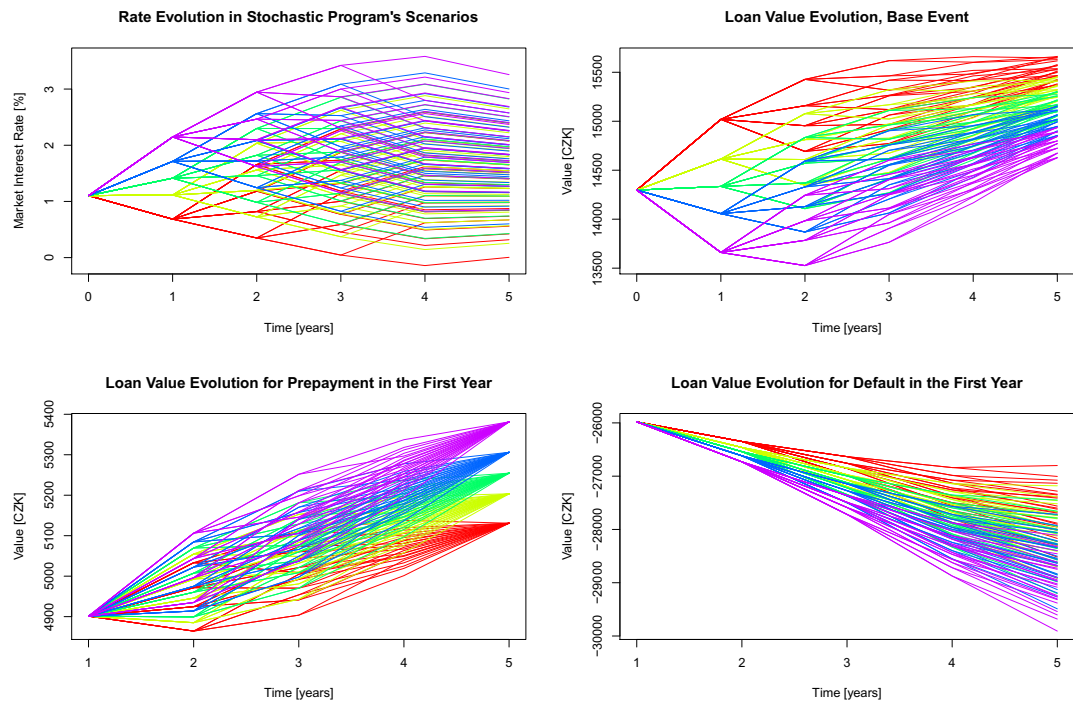 Rate Evolution in Stochastic Program's Scenarios
Market Interest Rate [%]
3
2
1
0
0 1 2 3 4 5
Time [years]
Loan Value Evolution, Base Event
Value [CZK]
15500
15000
14500
14000
13500
0 1 2 3 4 5
Time [years]
Loan Value Evolution for Prepayment in the First Year
Value [CZK]
5400
5300
5200
5100
5000
4900
1 2 3 4 5
Time [years]
Loan Value Evolution for Default in the First Year
Value [CZK]
−26000
−27000
−28000
−29000
−30000
1 2 3 4 5
Time [years]